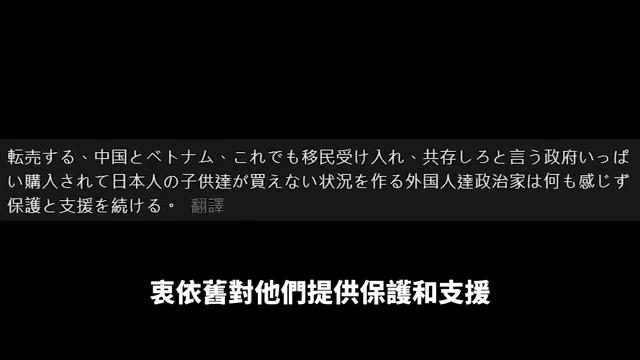 転売する、中国とベトナム、これでも移民受け入れ、共存しろと言う政府いっぱ
い購入されて日本人の子供達が買えない状況を作る外国人達政治家は何も感じず
保護と支援を続ける。 翻譯
衷依舊對他們提供保護和支援